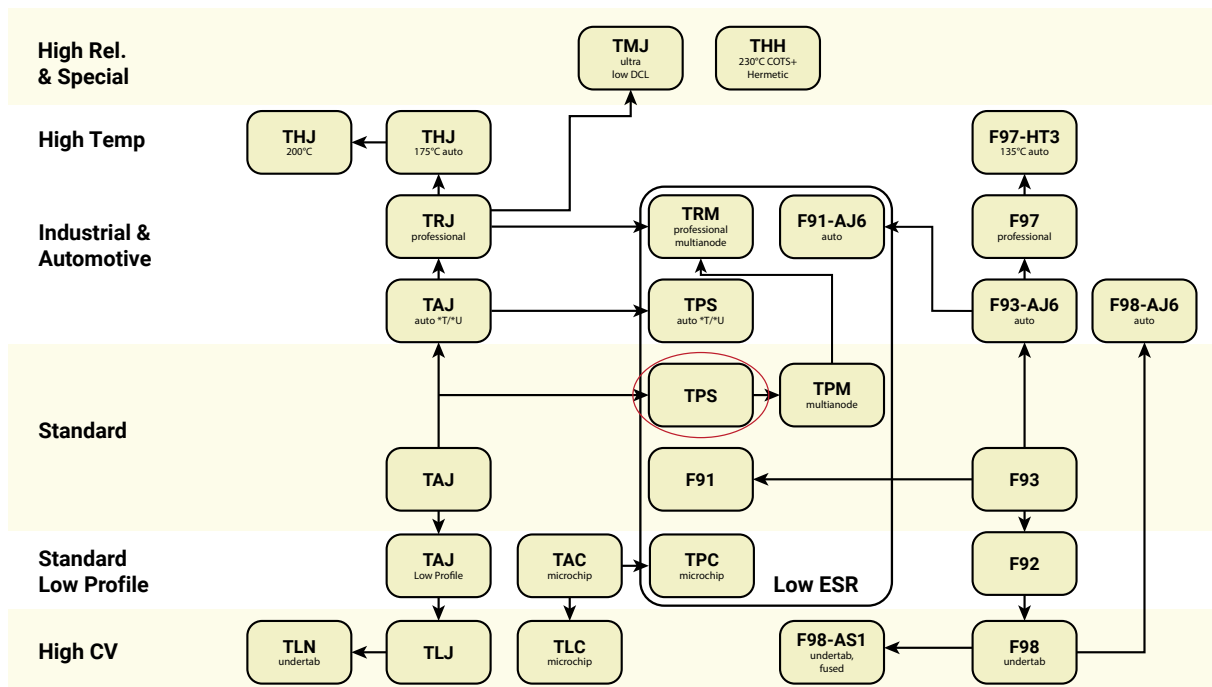 High Rel.
& Special
TMJ
ultra
low DCL
THH
230°C COTS+
Hermetic
High Temp
THJ
200°C
THJ
175°C auto
F97-HT3
135°C auto
Industrial &
Automotive
TRJ
professional
TRM
professional
multianode
F91-AJ6
auto
F97
professional
TAJ
auto *T/*U
TPS
auto *T/*U
F93-AJ6
auto
F98-AJ6
auto
Standard
TPS
TPM
multianode
TAJ
F91
F93
Standard
Low Profile
TAJ
Low Profile
TAC
microchip
TPC
microchip
Low ESR
F92
High CV
TLN
undertab
TLJ
TLC
microchip
F98-AS1
undertab,
fused
F98
undertab